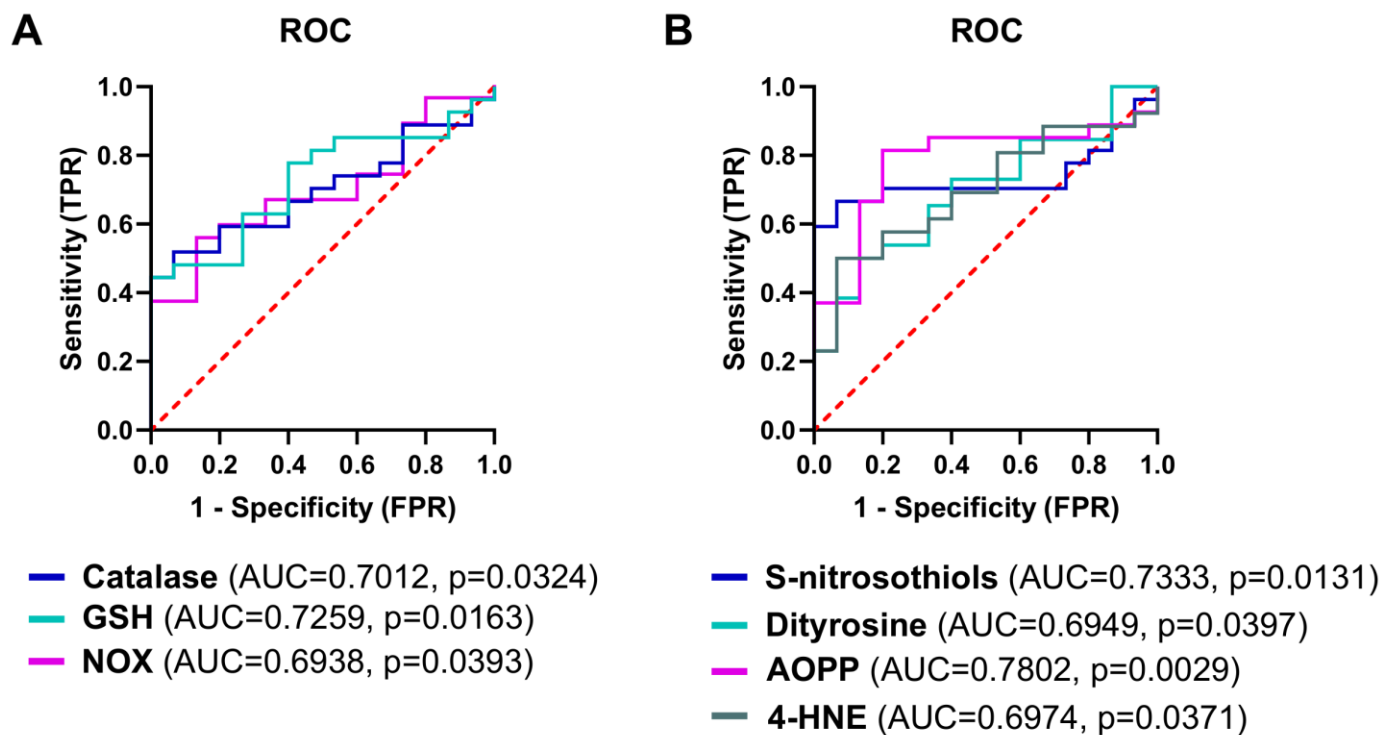 A
ROC
Sensitivity (TPR)
1.0
0.8
0.6
0.4
0.2
0.0
0.0 0.2 0.4 0.6 0.8 1.0
1 - Specificity (FPR)
Catalase (AUC=0.7012, p=0.0324)
GSH (AUC=0.7259, p=0.0163)
NOX (AUC=0.6938, p=0.0393)
B
ROC
Sensitivity (TPR)
1.0
0.8
0.6
0.4
0.2
0.0
0.0 0.2 0.4 0.6 0.8 1.0
1 - Specificity (FPR)
S-nitrosothiols (AUC=0.7333, p=0.0131)
Dityrosine (AUC=0.6949, p=0.0397)
AOPP (AUC=0.7802, p=0.0029)
4-HNE (AUC=0.6974, p=0.0371)